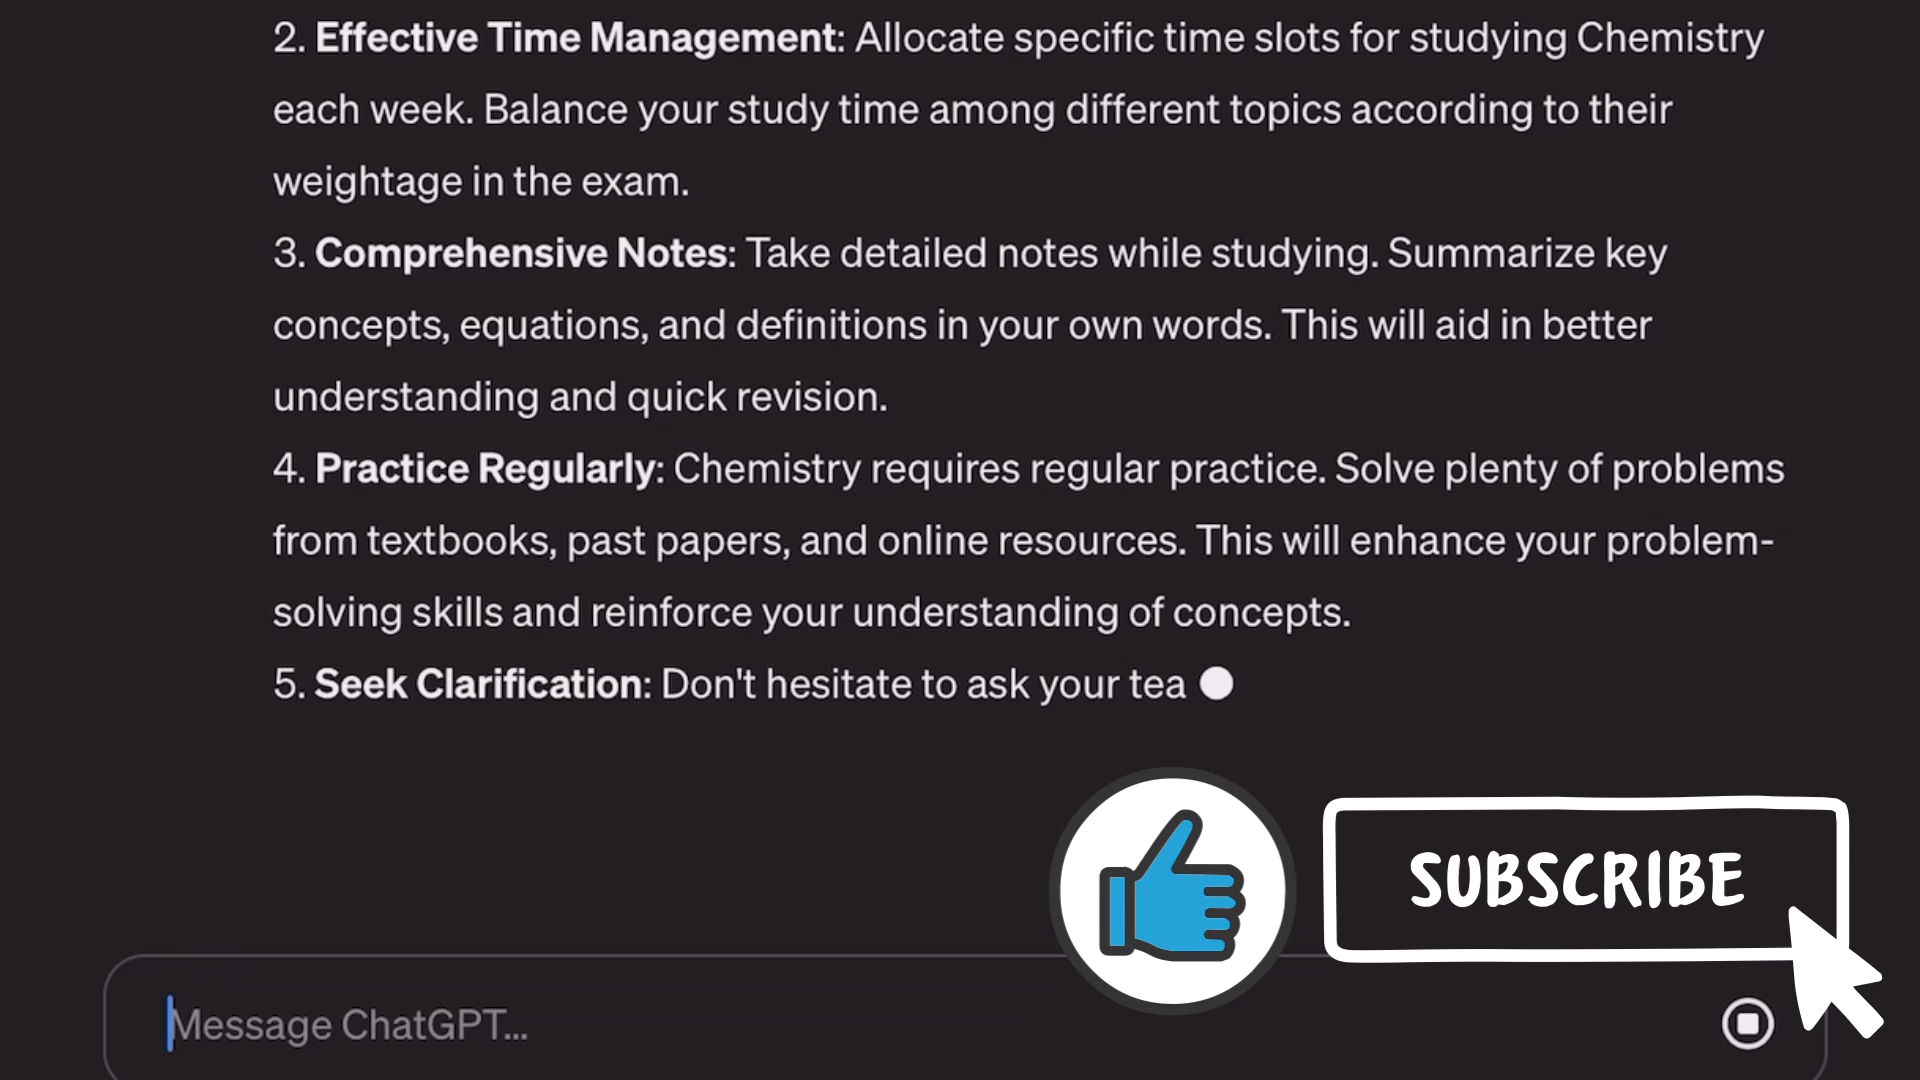 2. Effective Time Management: Allocate specific time slots for studying Chemistry
each week. Balance your study time among different topics according to their
weightage in the exam.
3. Comprehensive Notes: Take detailed notes while studying. Summarize key
concepts, equations, and definitions in your own words. This will aid in better
understanding and quick revision.
4. Practice Regularly: Chemistry requires regular practice. Solve plenty of problems
from textbooks, past papers, and online resources. This will enhance your problem-
solving skills and reinforce your understanding of concepts.
5. Seek Clarification: Don't hesitate to ask your tea
SUBSCRIBE
Message ChatGPT...